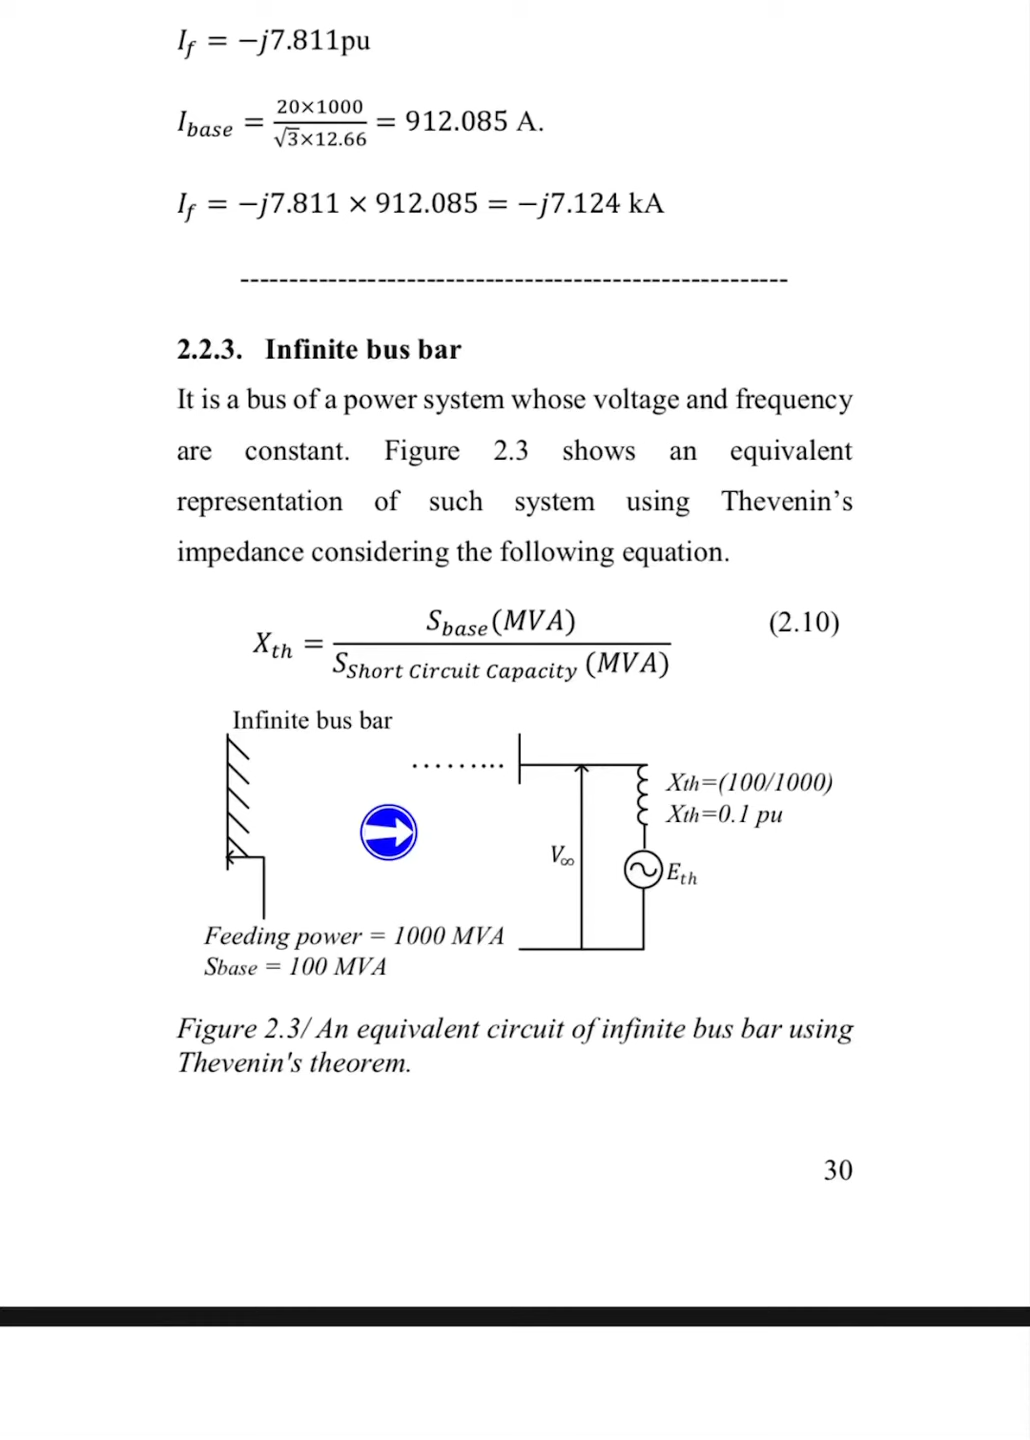 I_f = −j7.811pu
I_base = 20×1000 / √3×12.66 = 912.085 A.
I_f = −j7.811 × 912.085 = −j7.124 kA
-------------------------------------------------------
2.2.3. Infinite bus bar
It is a bus of a power system whose voltage and frequency
are constant. Figure 2.3 shows an equivalent
representation of such system using Thevenin's
impedance considering the following equation.
X_th = S_base(MVA) / S_Short Circuit Capacity (MVA) (2.10)
Infinite bus bar
Xth=(100/1000)
Xth=0.1 pu
V∞
E_th
Feeding power = 1000 MVA
Sbase = 100 MVA
Figure 2.3/ An equivalent circuit of infinite bus bar using
Thevenin's theorem.
30